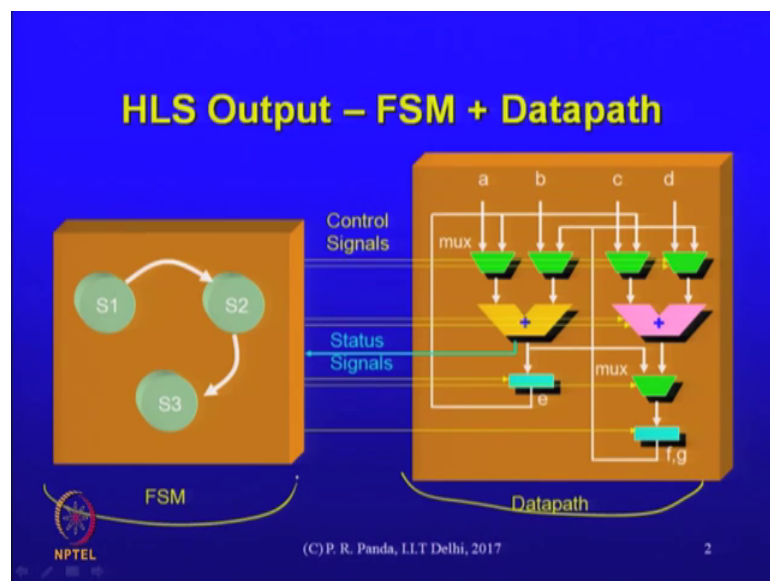 HLS Output – FSM + Datapath
Control
Signals
a b c d
mux
S1
S2
S3
+ +
Status
Signals
mux
e
f,g
FSM
Datapath
NPTEL
(C) P. R. Panda, I.I.T Delhi, 2017
2